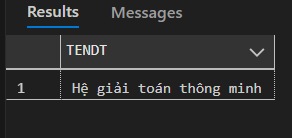 Results Messages
TENDT
1 Hệ giải toán thông minh